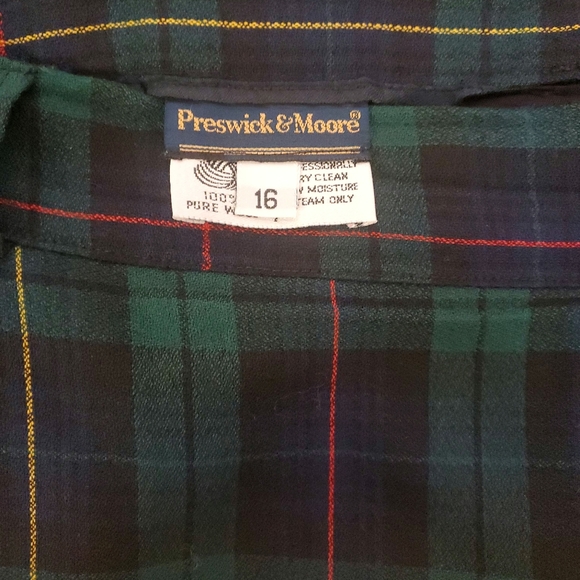 Preswick & Moore®
CLEAN
MOISTURE
100%
16
PURE
ONLY